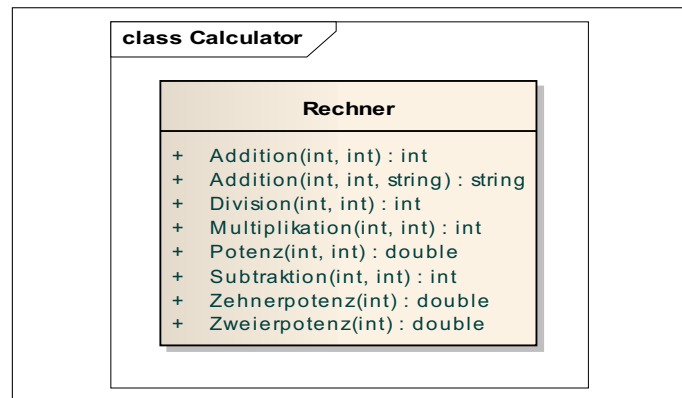 class Calculator
Rechner
+ Addition(int, int) : int
+ Addition(int, int, string) : string
+ Division(int, int) : int
+ Multiplikation(int, int) : int
+ Potenz(int, int) : double
+ Subtraktion(int, int) : int
+ Zehnerpotenz(int) : double
+ Zweierpotenz(int) : double